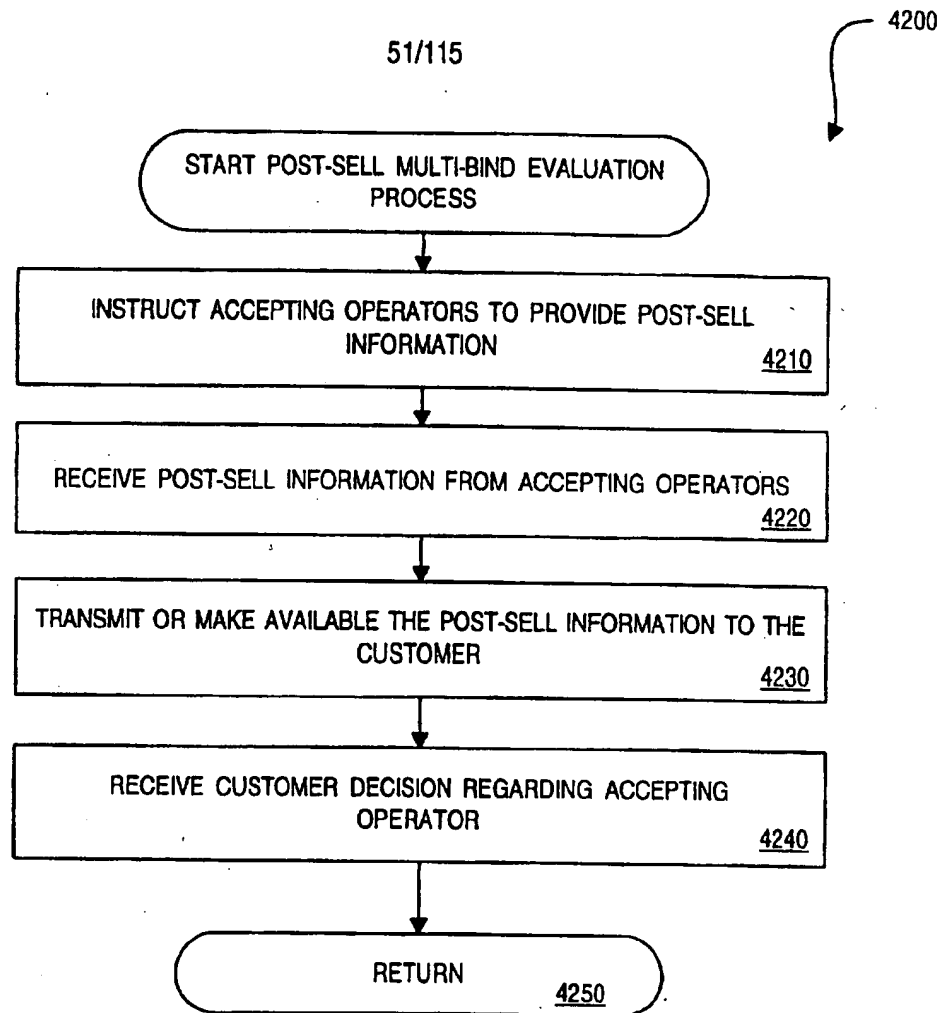 4200
51/115
START POST-SELL MULTI-BIND EVALUATION
PROCESS
INSTRUCT ACCEPTING OPERATORS TO PROVIDE POST-SELL
INFORMATION
4210
RECEIVE POST-SELL INFORMATION FROM ACCEPTING OPERATORS
4220
TRANSMIT OR MAKE AVAILABLE THE POST-SELL INFORMATION TO THE
CUSTOMER
4230
RECEIVE CUSTOMER DECISION REGARDING ACCEPTING
OPERATOR
4240
RETURN
4250